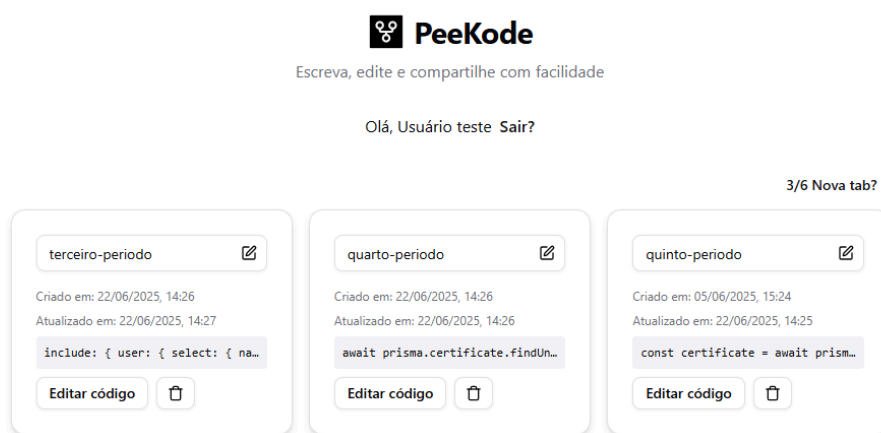 PeeKode
Escreva, edite e compartilhe com facilidade
Olá, Usuário teste Sair?
3/6 Nova tab?
terceiro-periodo
Criado em: 22/06/2025, 14:26
Atualizado em: 22/06/2025, 14:27
include: { user: { select: { na…
Editar código
quarto-periodo
Criado em: 22/06/2025, 14:26
Atualizado em: 22/06/2025, 14:26
await prisma.certificate.findUn…
Editar código
quinto-periodo
Criado em: 05/06/2025, 15:24
Atualizado em: 22/06/2025, 14:25
const certificate = await prism…
Editar código